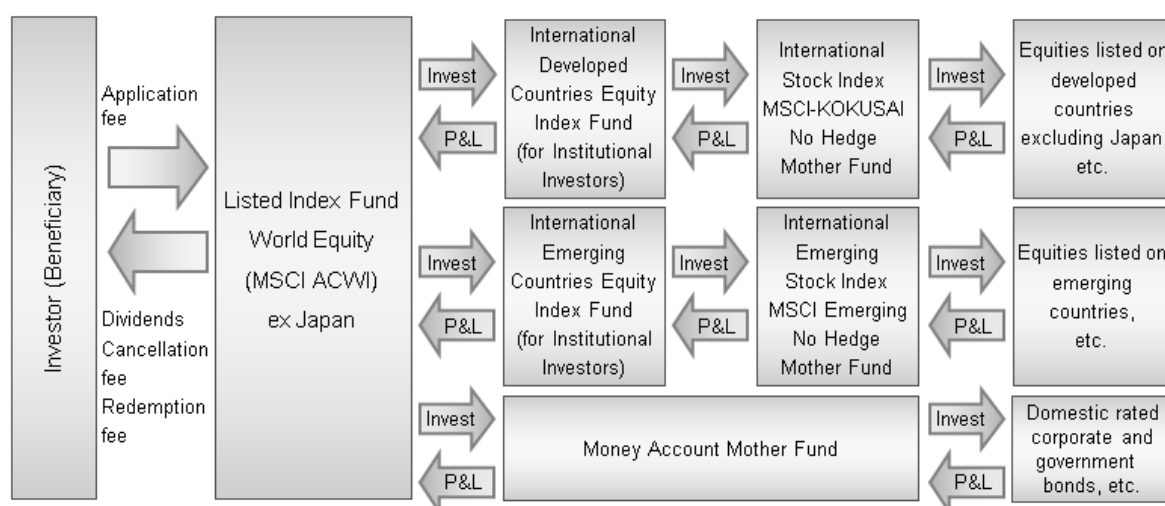 Investor (Beneficiary)
Application
fee
Dividends
Cancellation
fee
Redemption
fee
Listed Index Fund
World Equity
(MSCI ACWI)
ex Japan
Invest
P&L
International
Developed
Countries Equity
Index Fund
(for Institutional
Investors)
Invest
P&L
International
Stock Index
MSCI-KOKUSAI
No Hedge
Mother Fund
Invest
P&L
Equities listed on
developed
countries
excluding Japan
etc.
Invest
P&L
International
Emerging
Countries Equity
Index Fund
(for Institutional
Investors)
Invest
P&L
International
Emerging
Stock Index
MSCI Emerging
No Hedge
Mother Fund
Invest
P&L
Equities listed on
emerging
countries,
etc.
Invest
P&L
Money Account Mother Fund
Invest
P&L
Domestic rated
corporate and
government
bonds, etc.